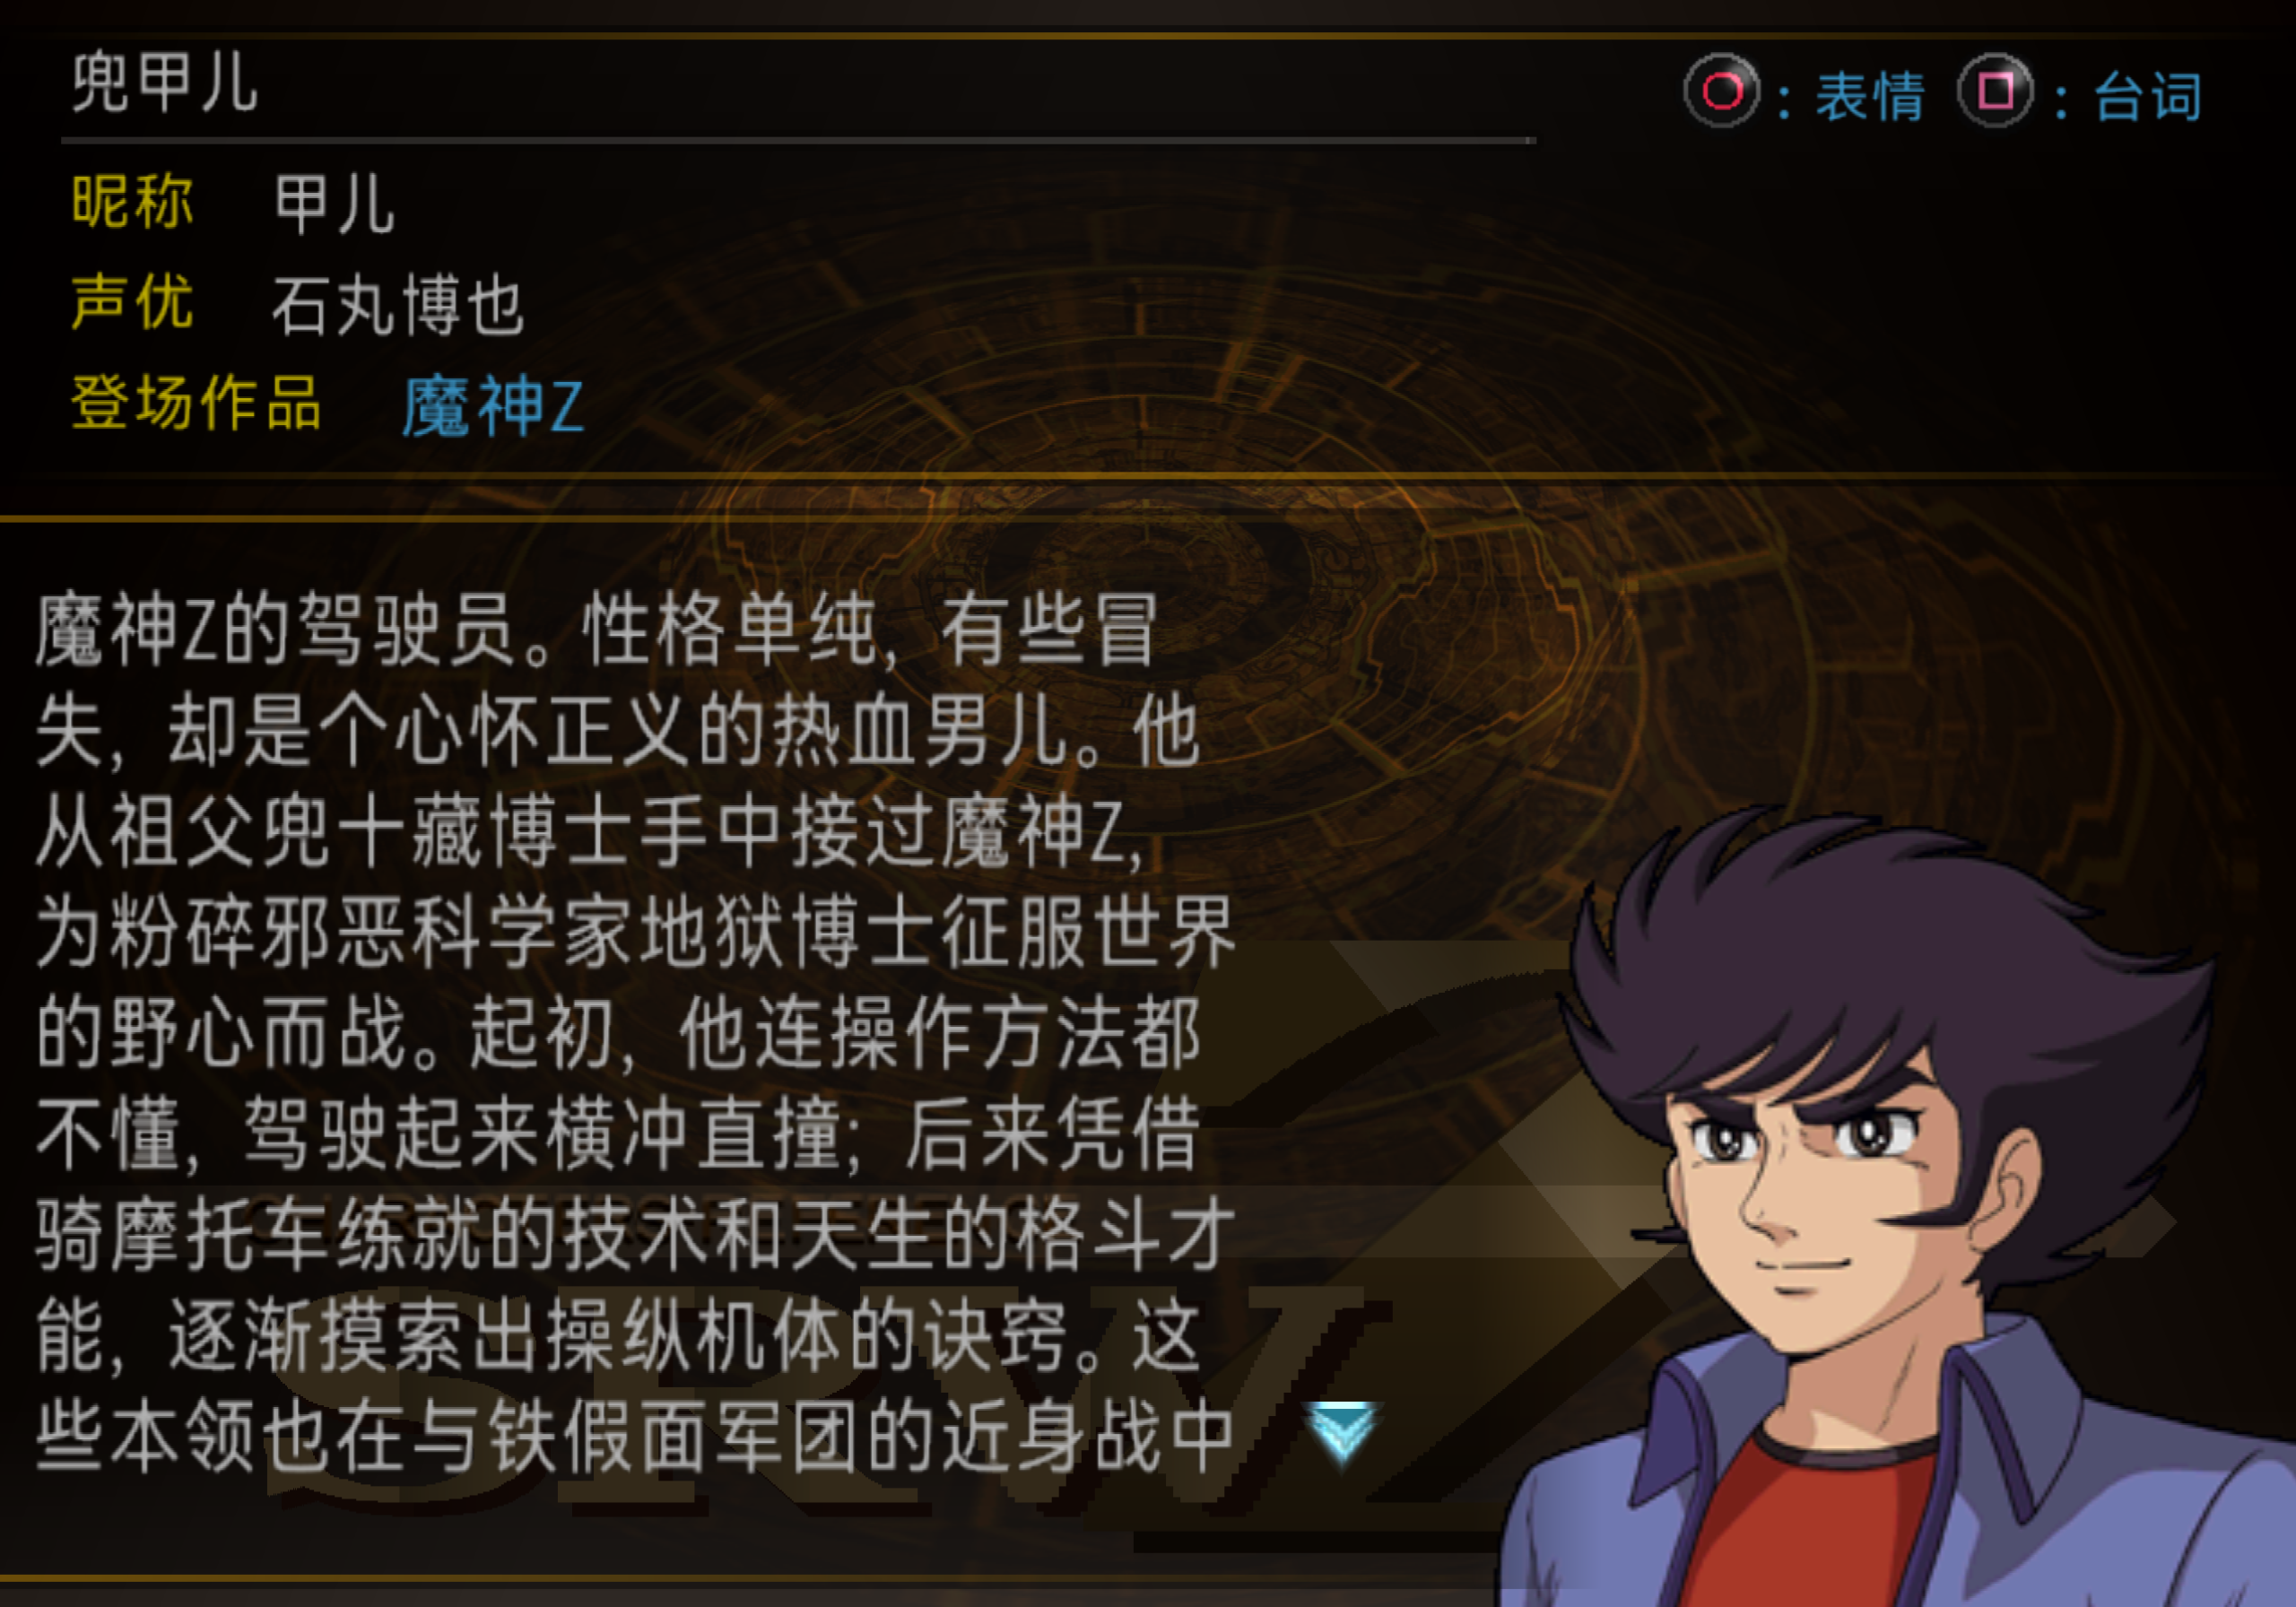 兜甲儿
：表情 ：台词
昵称 甲儿
声优 石丸博也
登场作品 魔神Z
魔神Z的驾驶员。性格单纯，有些冒
失，却是个心怀正义的热血男儿。他
从祖父兜十藏博士手中接过魔神Z，
为粉碎邪恶科学家地狱博士征服世界
的野心而战。起初，他连操作方法都
不懂，驾驶起来横冲直撞；后来凭借
骑摩托车练就的技术和天生的格斗才
能，逐渐摸索出操纵机体的诀窍。这
些本领也在与铁假面军团的近身战中
SRW Z